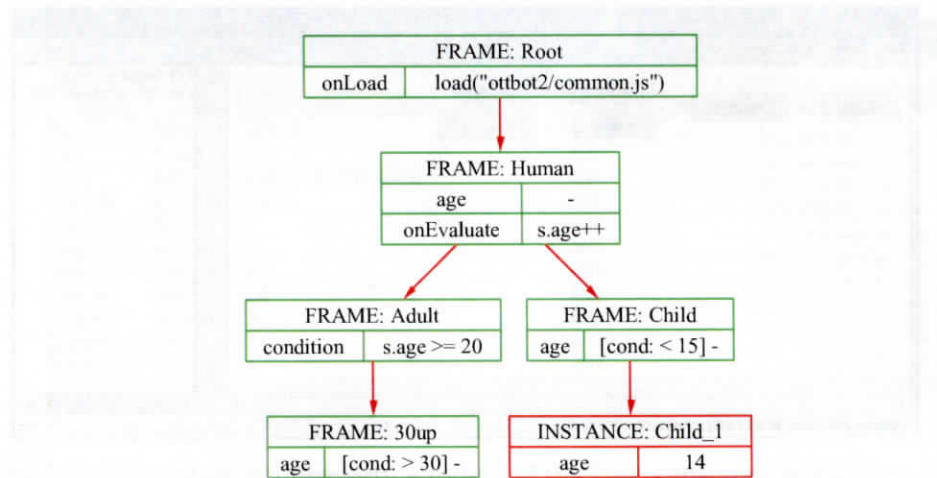 FRAME: Root
onLoad load("ottbot2/common.js")
FRAME: Human
age -
onEvaluate s.age++
FRAME: Adult
condition s.age >= 20
FRAME: Child
age [cond: < 15] -
FRAME: 30up
age [cond: > 30] -
INSTANCE: Child_1
age 14